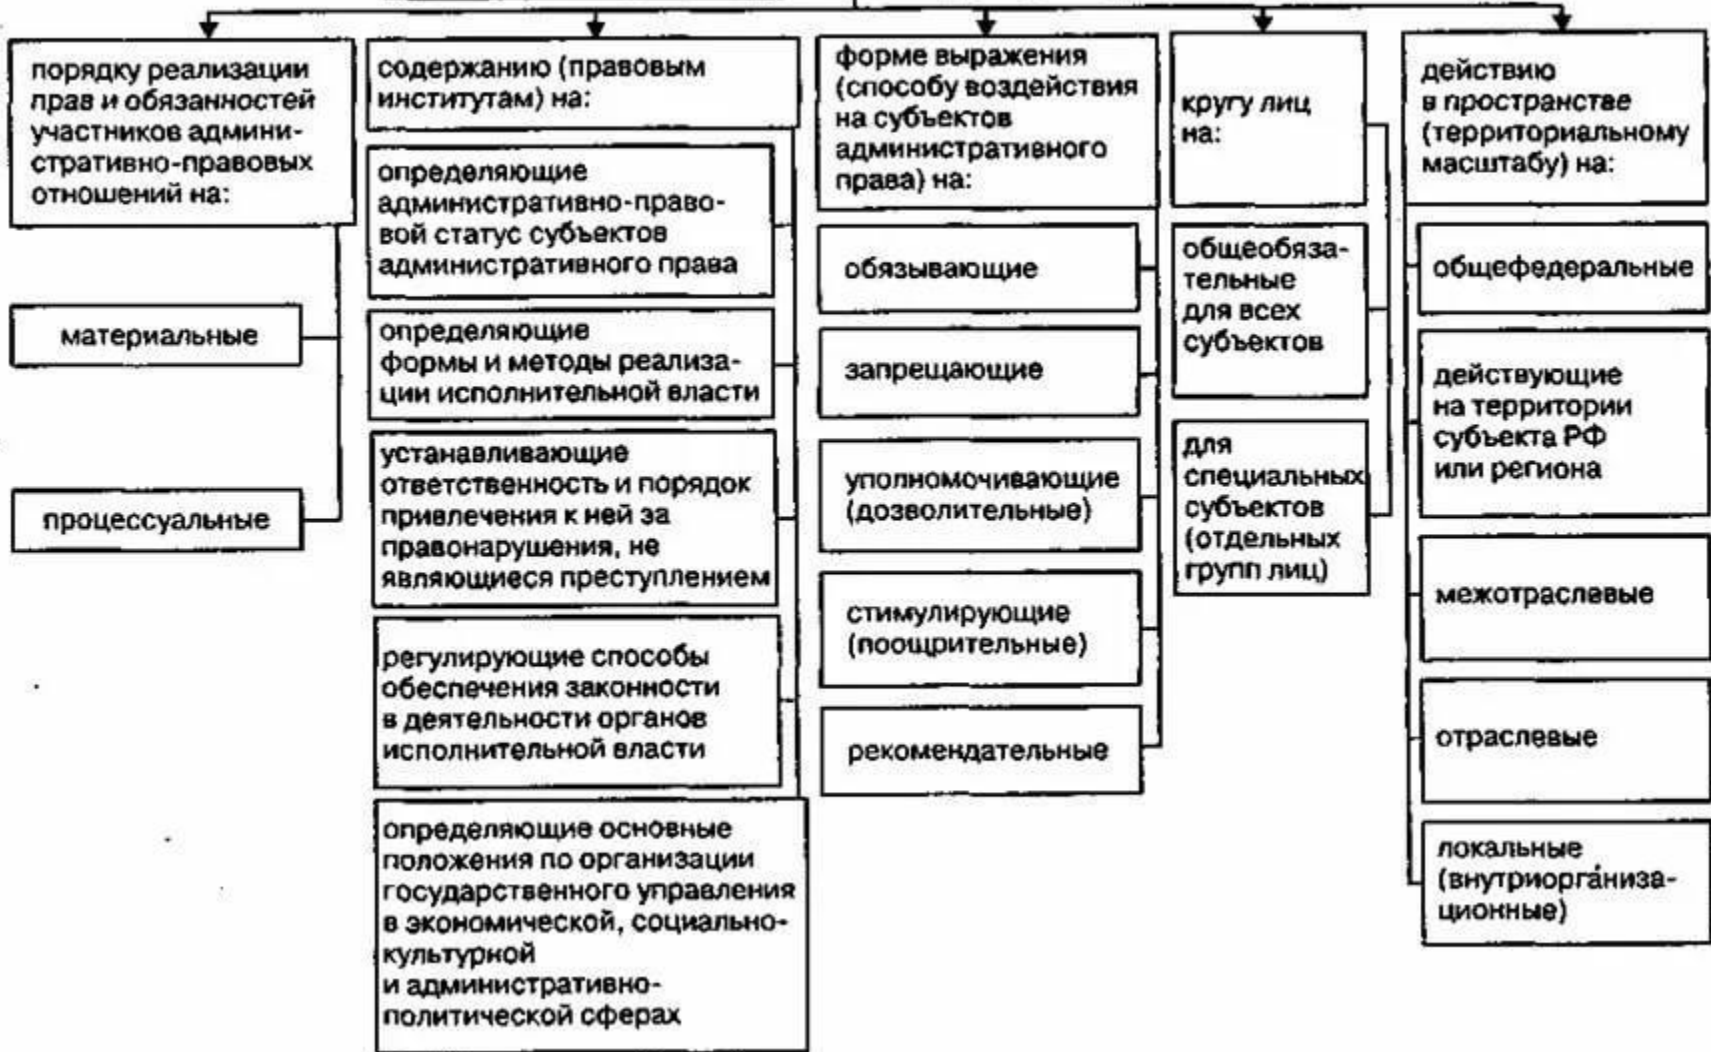 порядку реализации
прав и обязанностей
участников админи-
стративно-правовых
отношений на:
материальные
процессуальные
содержанию (правовым
институтам) на:
определяющие
административно-право-
вой статус субъектов
административного права
определяющие
формы и методы реализа-
ции исполнительной власти
устанавливающие
ответственность и порядок
привлечения к ней за
правонарушения, не
являющиеся преступлением
регулирующие способы
обеспечения законности
в деятельности органов
исполнительной власти
определяющие основные
положения по организации
государственного управления
в экономической, социально-
культурной
и административно-
политической сферах
форме выражения
(способу воздействия
на субъектов
административного
права) на:
обязывающие
запрещающие
уполномочивающие
(дозволительные)
стимулирующие
(поощрительные)
рекомендательные
кругу лиц
на:
общеобяза-
тельные
для всех
субъектов
для
специальных
субъектов
(отдельных
групп лиц)
действию
в пространстве
(территориальному
масштабу) на:
общефедеральные
действующие
на территории
субъекта РФ
или региона
межотраслевые
отраслевые
локальные
(внутриорганиза-
ционные)